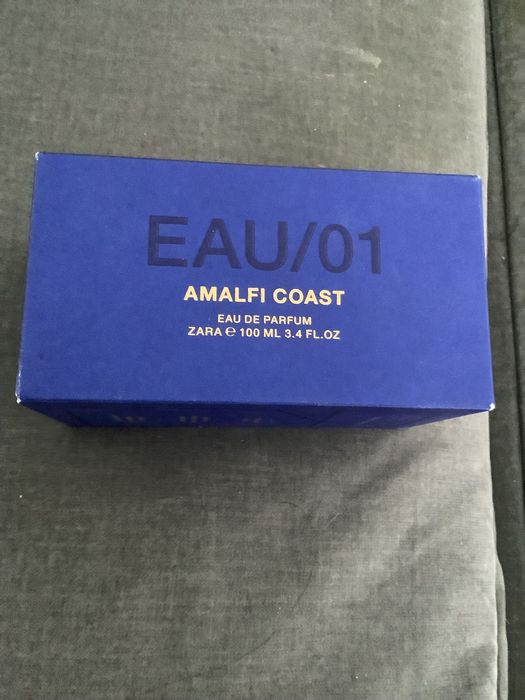 EAU/01
AMALFI COAST
EAU DE PARFUM
ZARA ℮ 100 ML 3.4 FL.OZ